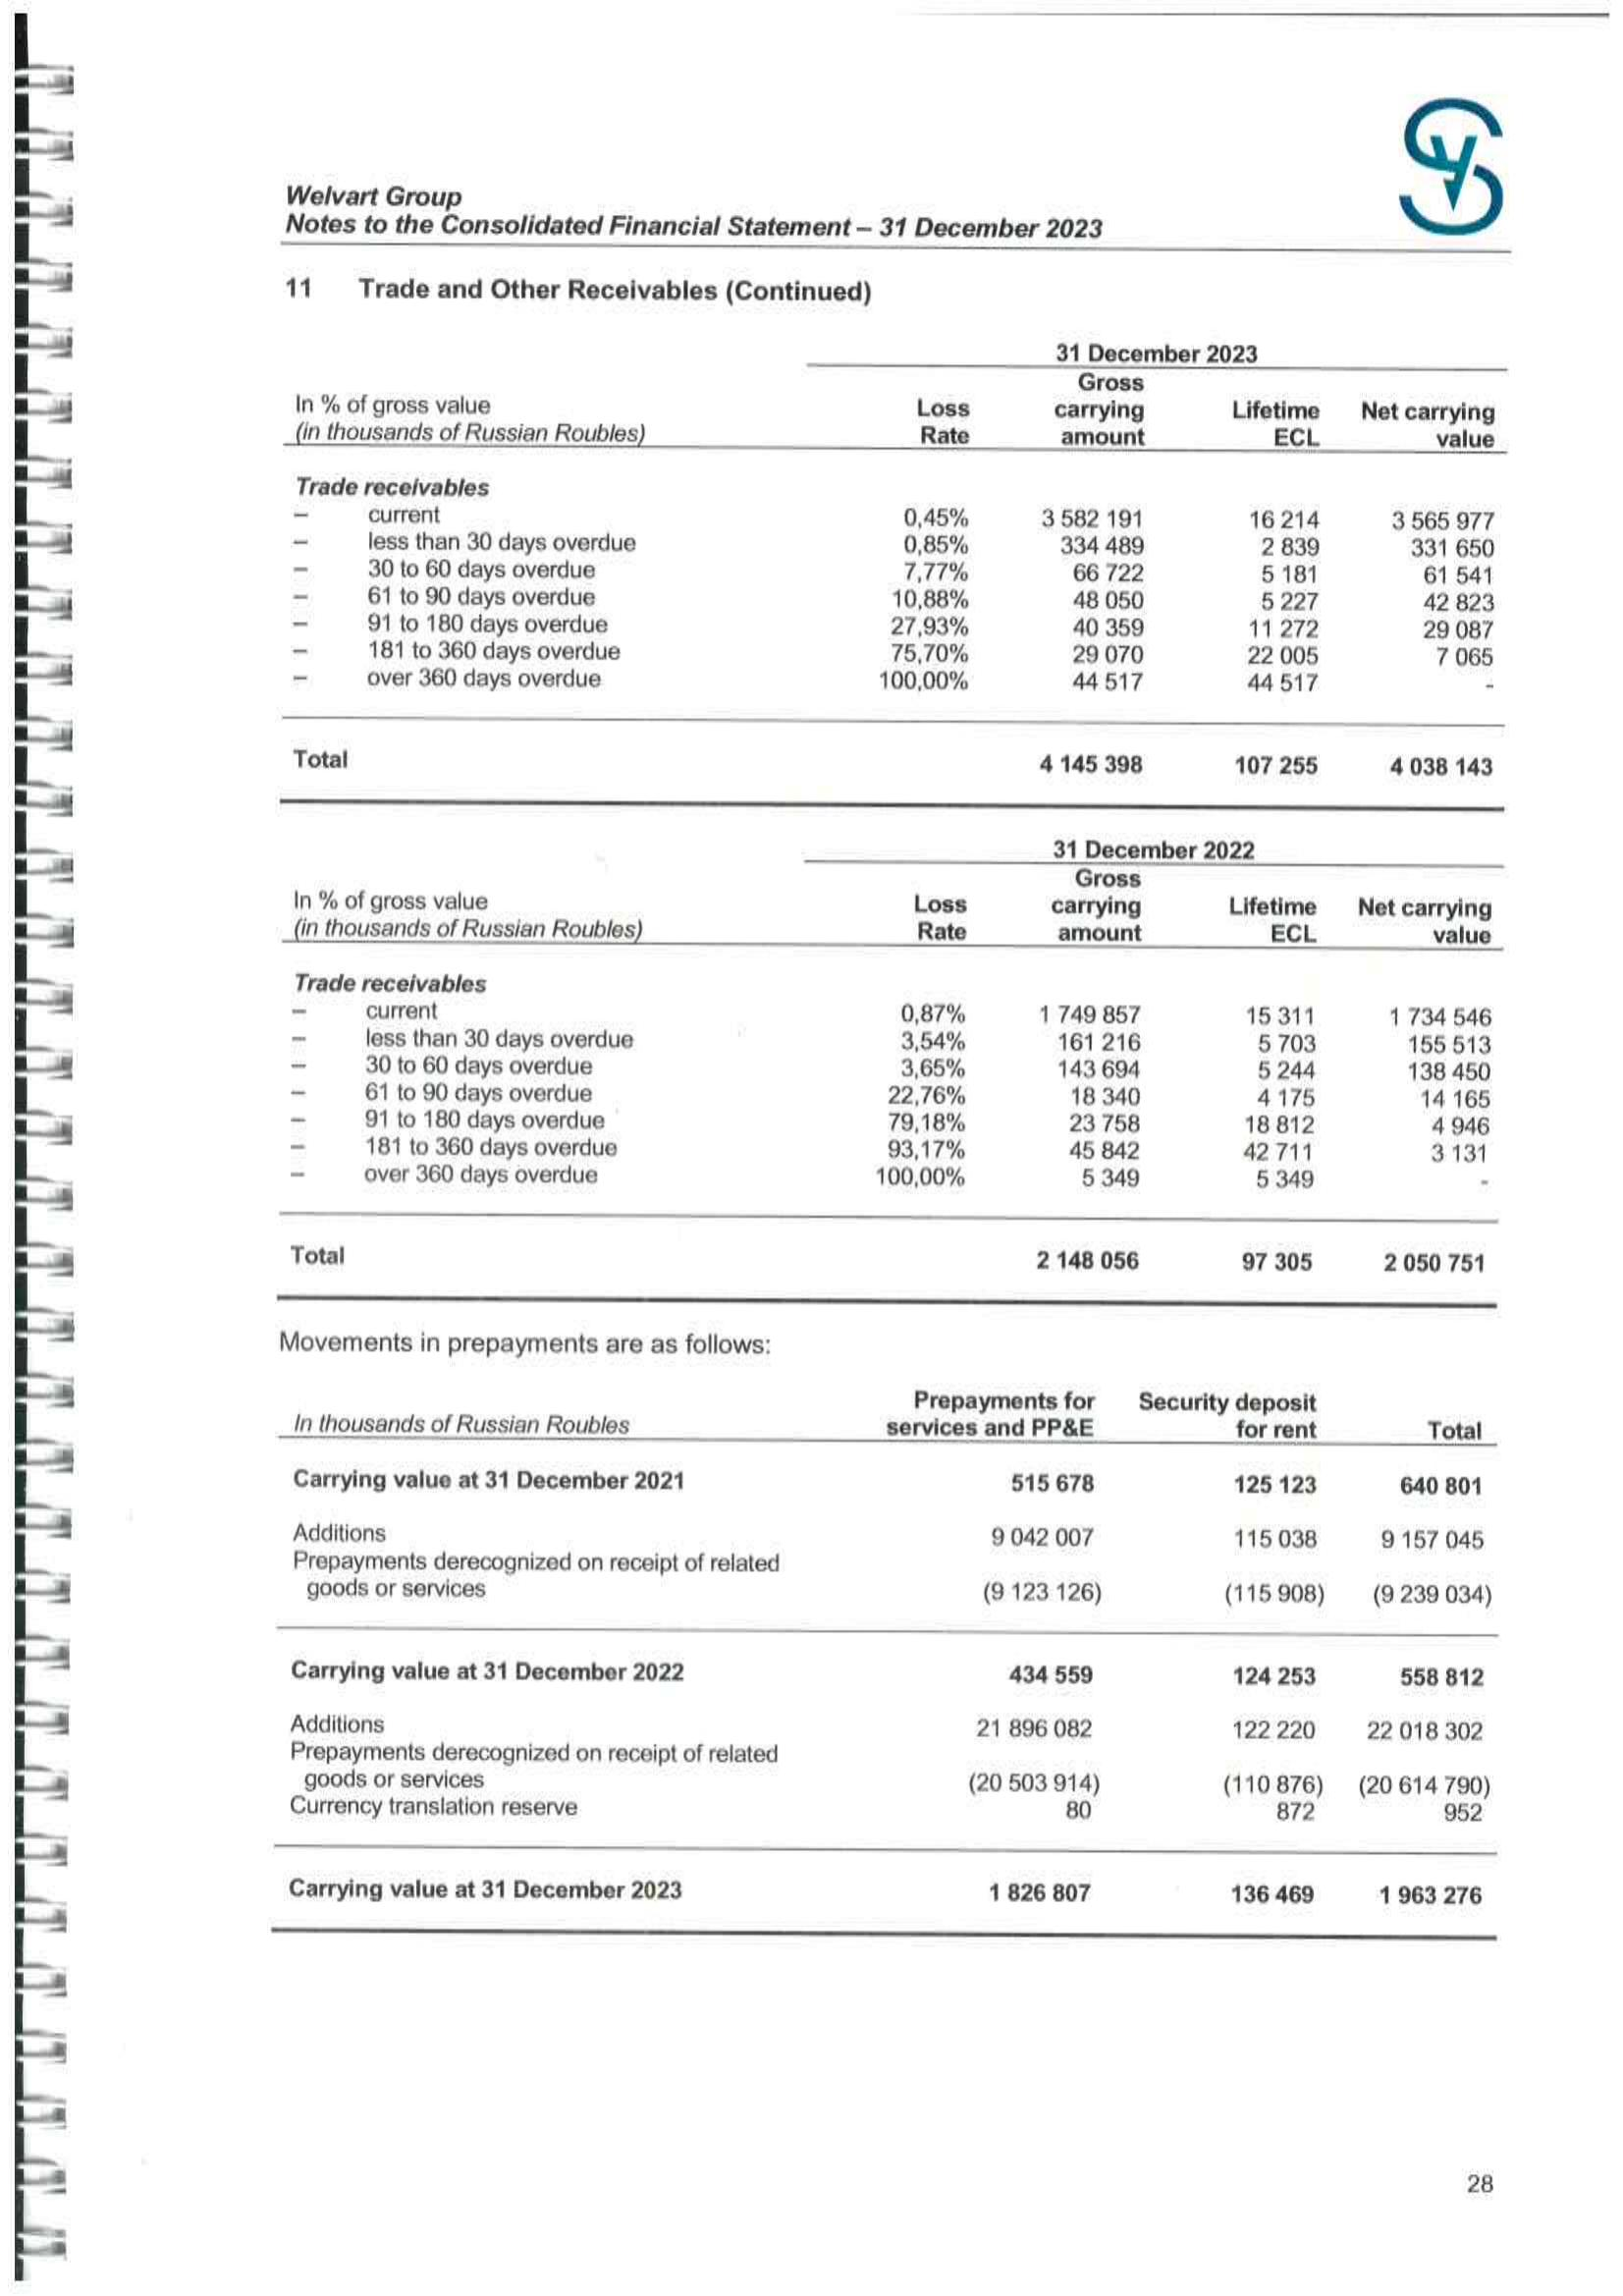 Welvart Group
Notes to the Consolidated Financial Statement – 31 December 2023
11 Trade and Other Receivables (Continued)
31 December 2023
In % of gross value
(in thousands of Russian Roubles) Loss Rate Gross carrying amount Lifetime ECL Net carrying value
Trade receivables
– current 0,45% 3 582 191 16 214 3 565 977
– less than 30 days overdue 0,85% 334 489 2 839 331 650
– 30 to 60 days overdue 7,77% 66 722 5 181 61 541
– 61 to 90 days overdue 10,88% 48 050 5 227 42 823
– 91 to 180 days overdue 27,93% 40 359 11 272 29 087
– 181 to 360 days overdue 75,70% 29 070 22 005 7 065
– over 360 days overdue 100,00% 44 517 44 517 -
Total 4 145 398 107 255 4 038 143
31 December 2022
In % of gross value
(in thousands of Russian Roubles) Loss Rate Gross carrying amount Lifetime ECL Net carrying value
Trade receivables
– current 0,87% 1 749 857 15 311 1 734 546
– less than 30 days overdue 3,54% 161 216 5 703 155 513
– 30 to 60 days overdue 3,65% 143 694 5 244 138 450
– 61 to 90 days overdue 22,76% 18 340 4 175 14 165
– 91 to 180 days overdue 79,18% 23 758 18 812 4 946
– 181 to 360 days overdue 93,17% 45 842 42 711 3 131
– over 360 days overdue 100,00% 5 349 5 349 -
Total 2 148 056 97 305 2 050 751
Movements in prepayments are as follows:
In thousands of Russian Roubles Prepayments for services and PP&E Security deposit for rent Total
Carrying value at 31 December 2021 515 678 125 123 640 801
Additions 9 042 007 115 038 9 157 045
Prepayments derecognized on receipt of related
goods or services (9 123 126) (115 908) (9 239 034)
Carrying value at 31 December 2022 434 559 124 253 558 812
Additions 21 896 082 122 220 22 018 302
Prepayments derecognized on receipt of related
goods or services (20 503 914) (110 876) (20 614 790)
Currency translation reserve 80 872 952
Carrying value at 31 December 2023 1 826 807 136 469 1 963 276
28